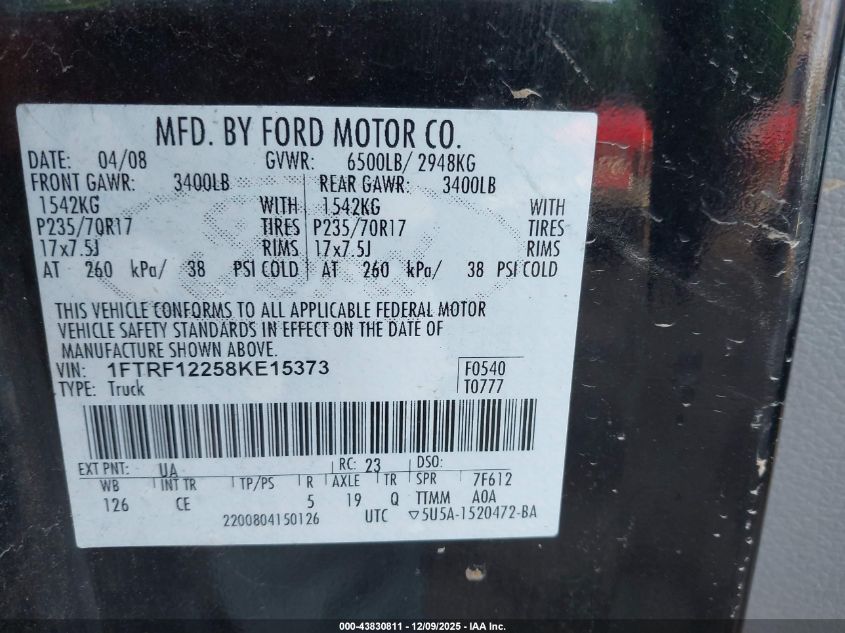 MFD. BY FORD MOTOR CO.
DATE: 04/08 GVWR: 6500LB/ 2948KG
FRONT GAWR: 3400LB REAR GAWR: 3400LB
1542KG WITH 1542KG WITH
P235/70R17 TIRES P235/70R17 TIRES
17x7.5J RIMS 17x7.5J RIMS
AT 260 kPa/ 38 PSI COLD AT 260 kPa/ 38 PSI COLD
THIS VEHICLE CONFORMS TO ALL APPLICABLE FEDERAL MOTOR
VEHICLE SAFETY STANDARDS IN EFFECT ON THE DATE OF
MANUFACTURE SHOWN ABOVE.
VIN: 1FTRF12258KE15373 F0540
TYPE: Truck T0777
EXT PNT: UA RC: 23 DSO:
WB INT TR TP/PS R AXLE TR SPR 7F612
126 CE 5 19 Q TTMM A0A
2200804150126 UTC ▽5U5A-1520472-BA
000-43830811 - 12/09/2025 - IAA Inc.